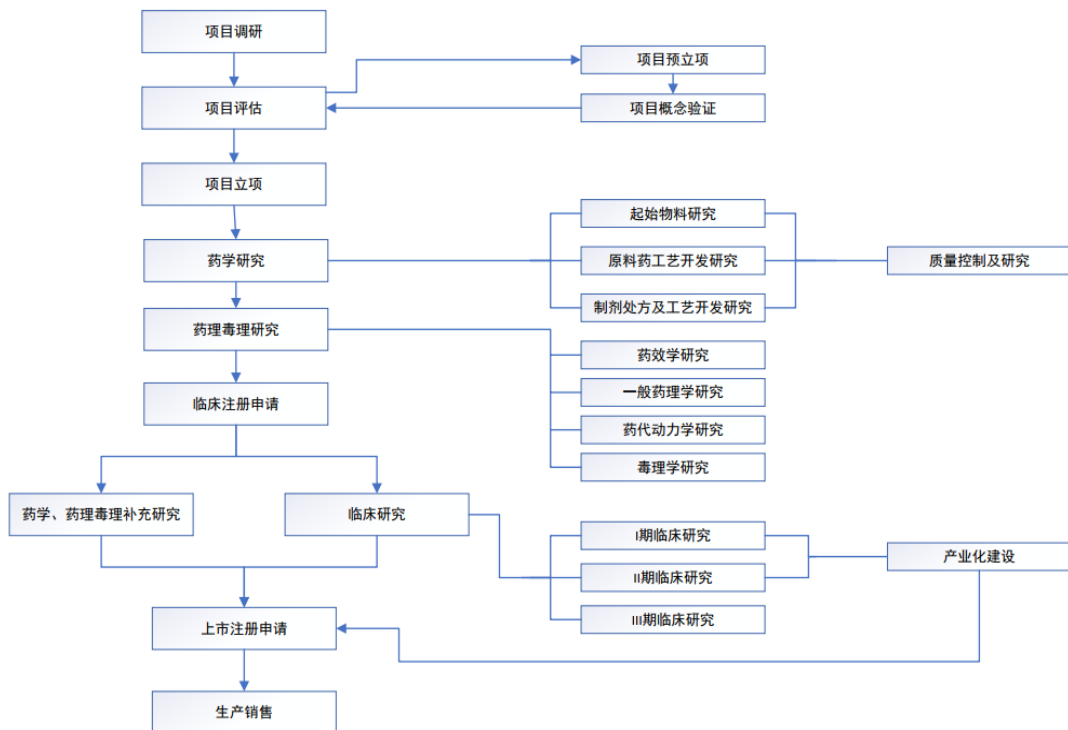 项目调研
项目预立项
项目评估
项目概念验证
项目立项
起始物料研究
药学研究
原料药工艺开发研究
质量控制及研究
制剂处方及工艺开发研究
药理毒理研究
药效学研究
一般药理学研究
临床注册申请
药代动力学研究
毒理学研究
药学、药理毒理补充研究
临床研究
I期临床研究
产业化建设
II期临床研究
III期临床研究
上市注册申请
生产销售